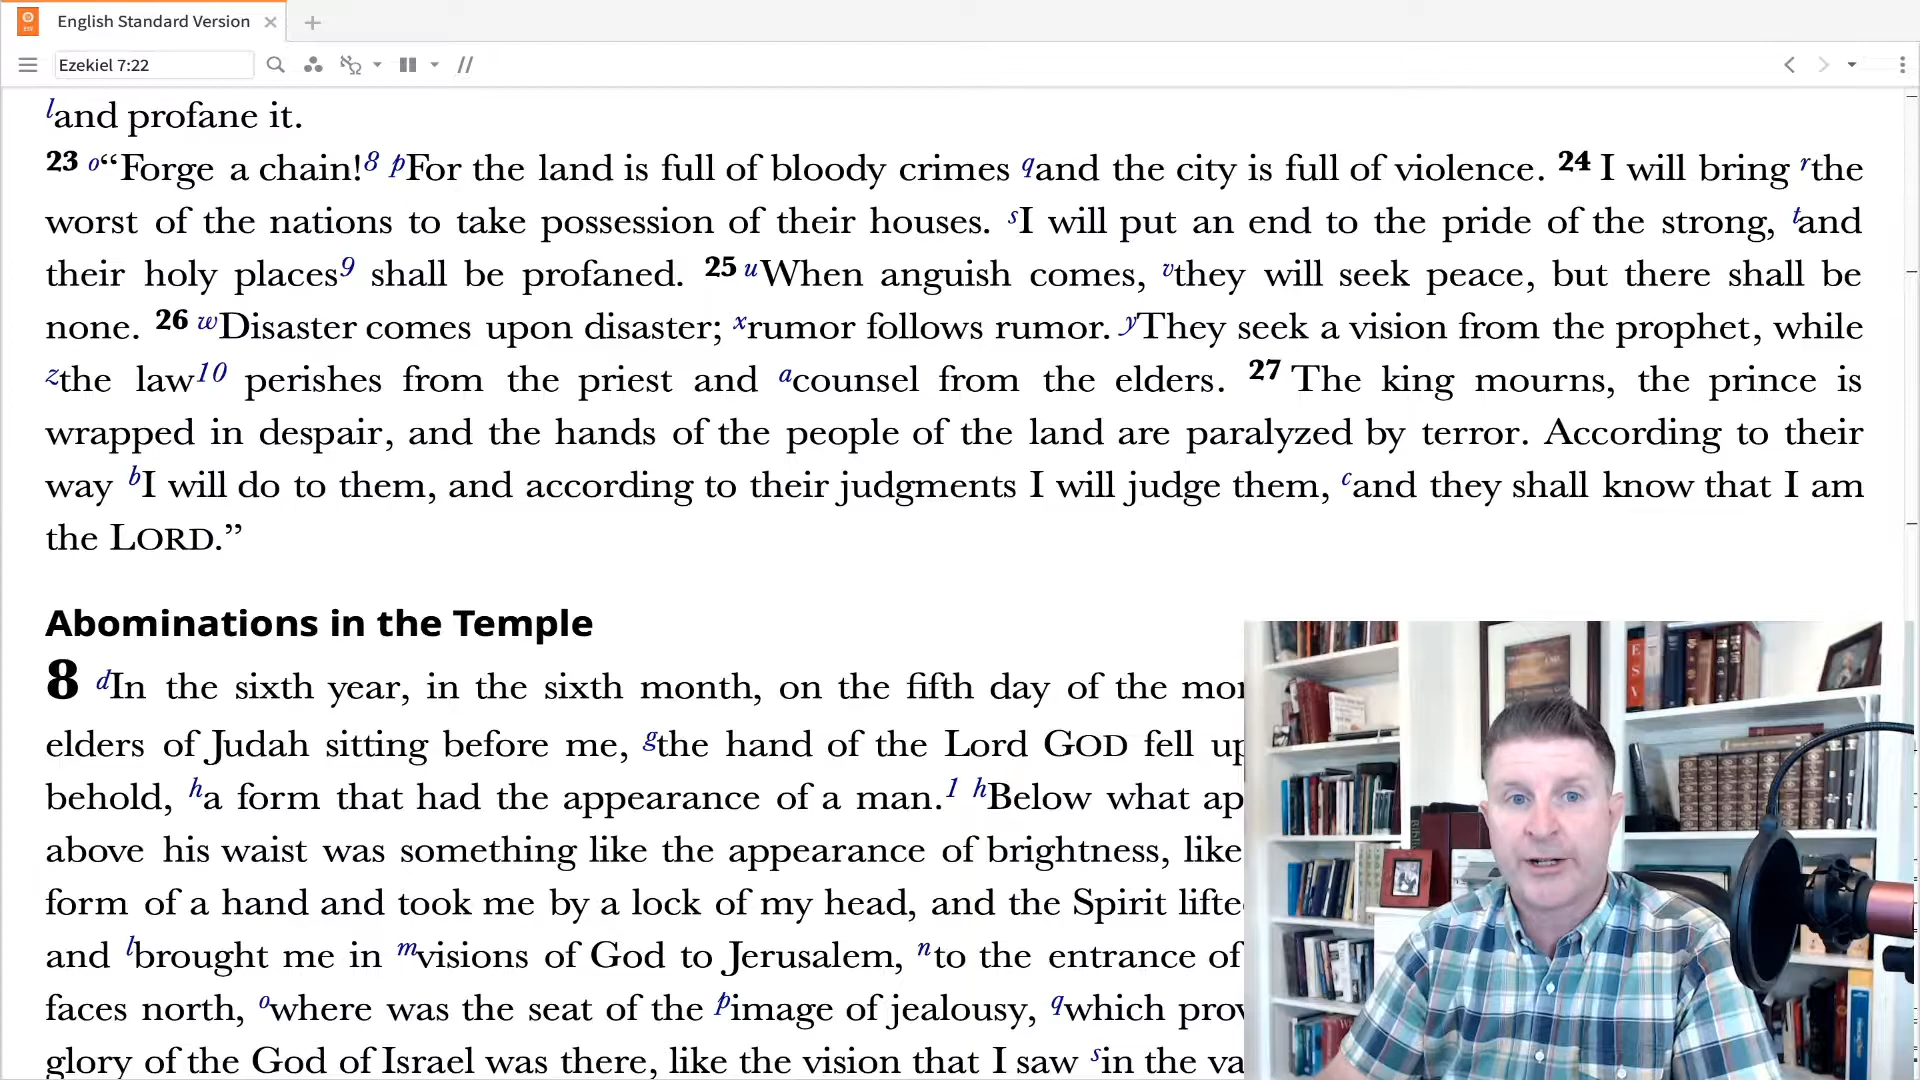 English Standard Version
Ezekiel 7:22
l and profane it.
23 o “Forge a chain!8 p For the land is full of bloody crimes q and the city is full of violence. 24 I will bring r the
worst of the nations to take possession of their houses. s I will put an end to the pride of the strong, t and
their holy places9 shall be profaned. 25 u When anguish comes, v they will seek peace, but there shall be
none. 26 w Disaster comes upon disaster; x rumor follows rumor. y They seek a vision from the prophet, while
z the law10 perishes from the priest and a counsel from the elders. 27 The king mourns, the prince is
wrapped in despair, and the hands of the people of the land are paralyzed by terror. According to their
way b I will do to them, and according to their judgments I will judge them, c and they shall know that I am
the LORD.”
Abominations in the Temple
8 d In the sixth year, in the sixth month, on the fifth day of the mor
elders of Judah sitting before me, g the hand of the Lord GOD fell up
behold, h a form that had the appearance of a man.1 h Below what ap
above his waist was something like the appearance of brightness, like
form of a hand and took me by a lock of my head, and the Spirit lifte
and l brought me in m visions of God to Jerusalem, n to the entrance of
faces north, o where was the seat of the p image of jealousy, q which prov
glory of the God of Israel was there, like the vision that I saw s in the va
ESV